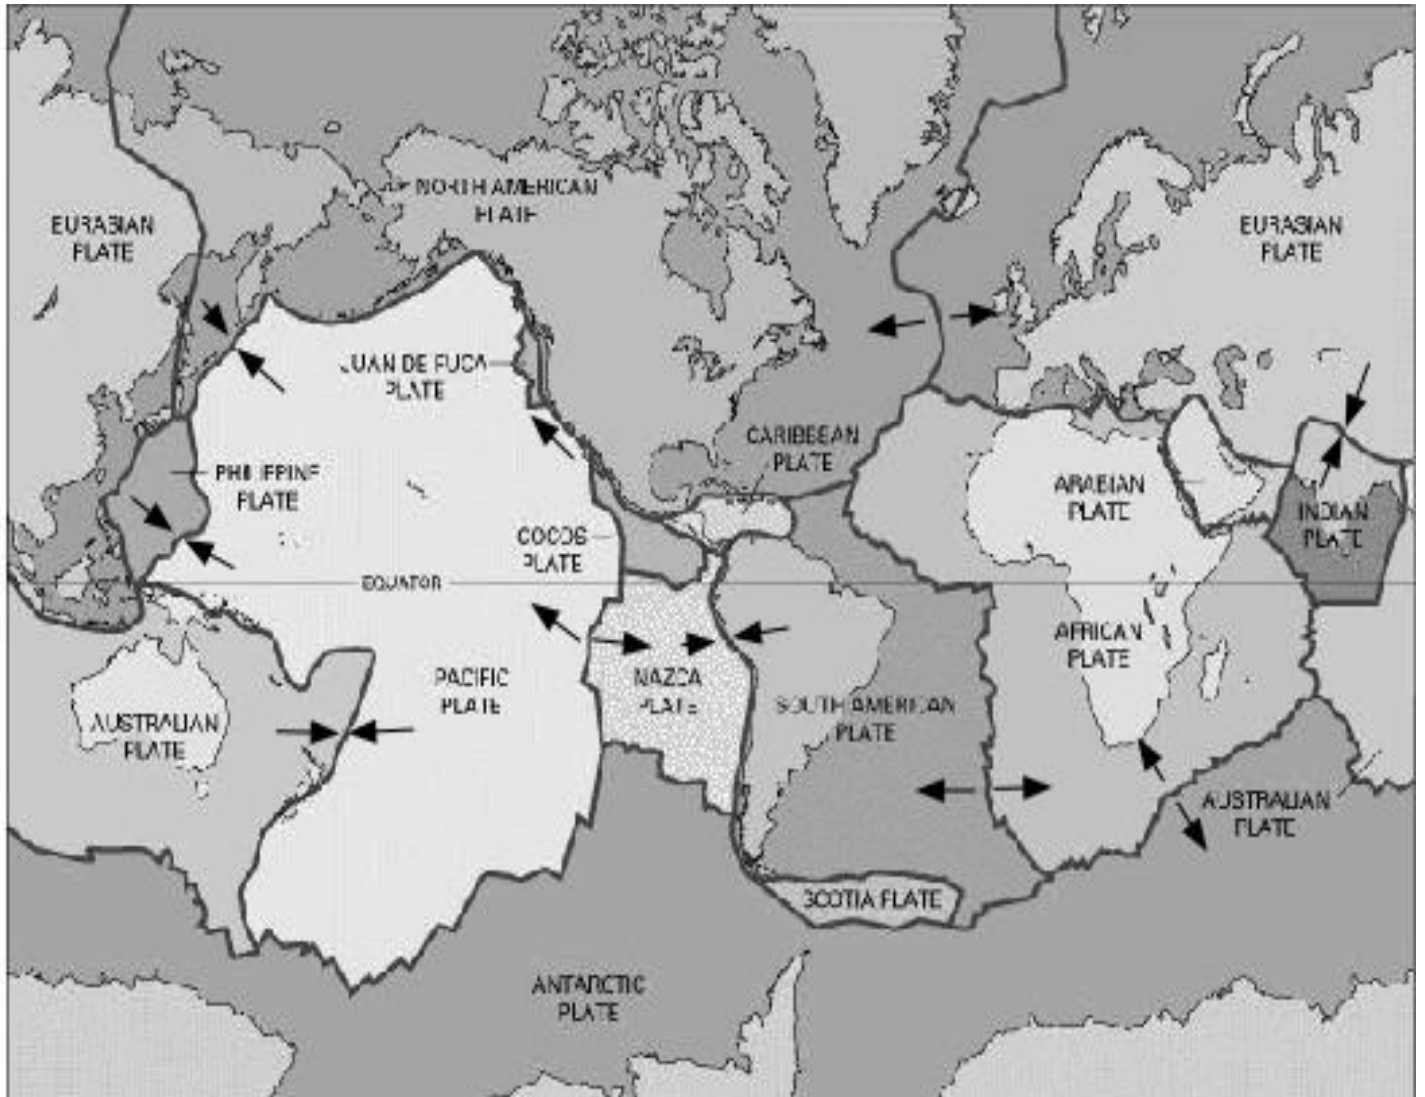 NORTH AMERICAN
PLATE
EURASIAN
PLATE
EURASIAN
PLATE
JUAN DE FUCA
PLATE
CARIBBEAN
PLATE
PHILIPPINE
PLATE
ARABIAN
PLATE
INDIAN
PLATE
COCOS
PLATE
EQUATOR
AFRICAN
PLATE
PACIFIC
PLATE
NAZCA
PLATE
SOUTH AMERICAN
PLATE
AUSTRALIAN
PLATE
AUSTRALIAN
PLATE
SCOTIA PLATE
ANTARCTIC
PLATE